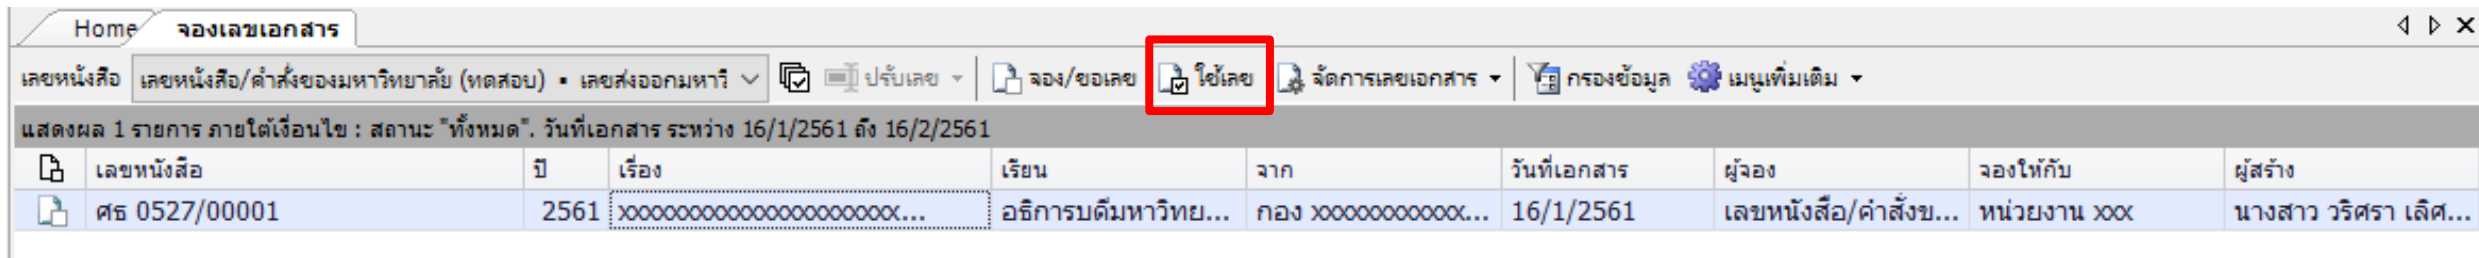 Home จองเลขเอกสาร
เลขหนังสือ เลขหนังสือ/คำสั่งของมหาวิทยาลัย (ทดสอบ) ▪ เลขส่งออกมหาวิ ปรับเลข จอง/ขอเลข ใช้เลข จัดการเลขเอกสาร กรองข้อมูล เมนูเพิ่มเติม
แสดงผล 1 รายการ ภายใต้เงื่อนไข : สถานะ "ทั้งหมด". วันที่เอกสาร ระหว่าง 16/1/2561 ถึง 16/2/2561
เลขหนังสือ ปี เรื่อง เรียน จาก วันที่เอกสาร ผู้จอง จองให้กับ ผู้สร้าง
ศธ 0527/00001 2561 xxxxxxxxxxxxxxxxxxxxxxx... อธิการบดีมหาวิทย... กอง xxxxxxxxxxxx... 16/1/2561 เลขหนังสือ/คำสั่งข... หน่วยงาน xxx นางสาว วริศรา เลิศ...